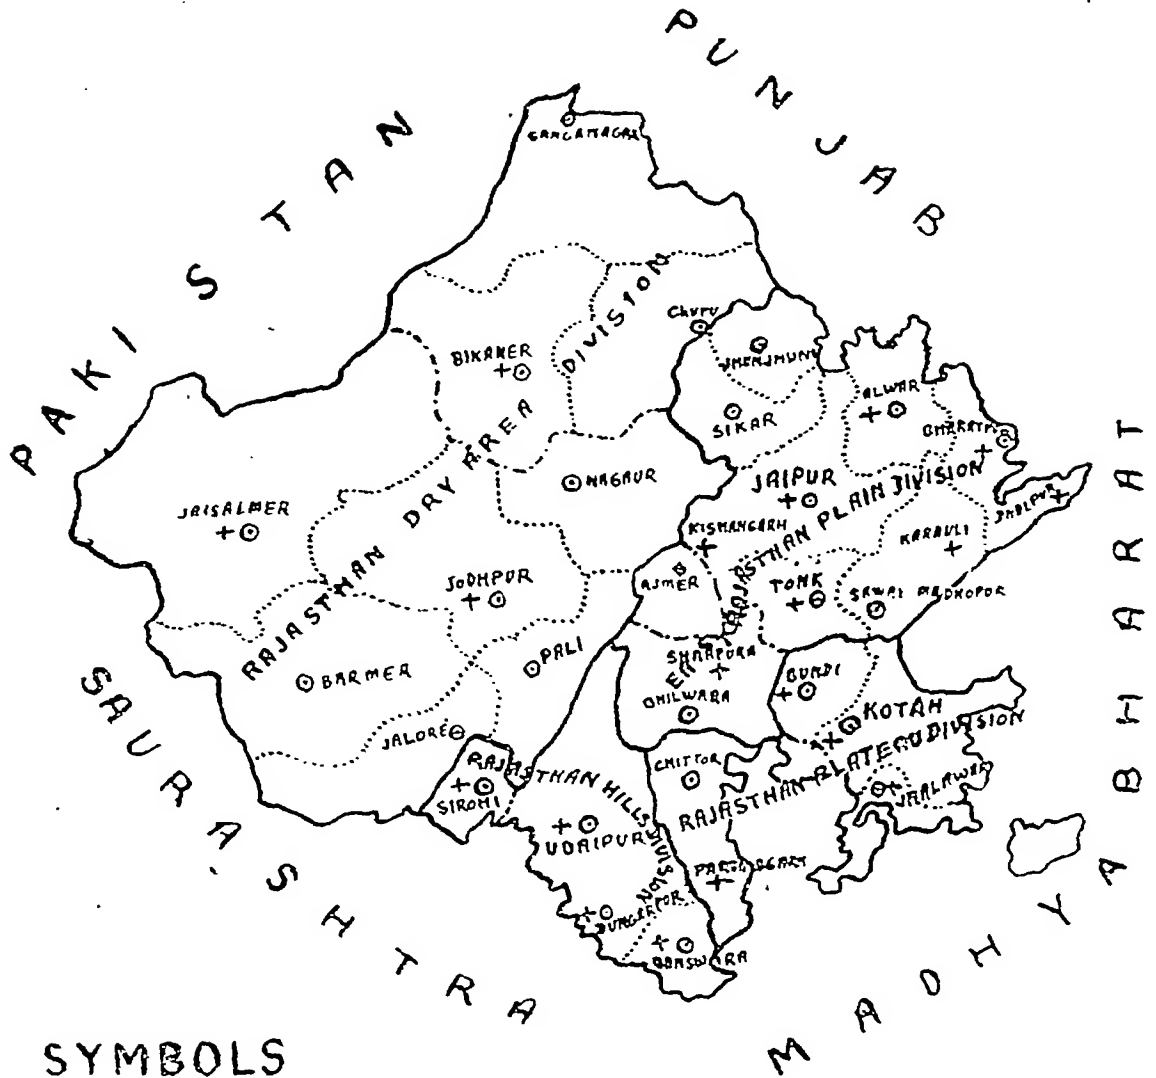 PUNJAB
PAKISTAN
GANGANAGAR
Churu
BIKANER
JHUNJHUNU
ALWAR
SIKAR
BHARATPUR
NAGAUR
JAIPUR
JAISALMER
RAJASTHAN DRY AREA DIVISION
RAJASTHAN PLAIN DIVISION
DHOLPUR
KISHANGARH
KARAULI
JODHPUR
AJMER
TONK
SAWAI MADHOPOR
BARMER
PALI
SHAHPURA
BUNDI
BHILWARA
KOTAH
JALORE
CHITTOR
RAJASTHAN PLATEAU DIVISION
RAJASTHAN HILLS DIVISION
JHALAWAR
SIROHI
UDAIPUR
PARTABGARH
DUNGARPUR
BANSWARA
SAURASHTRA
MADHYA BHARAT
SYMBOLS